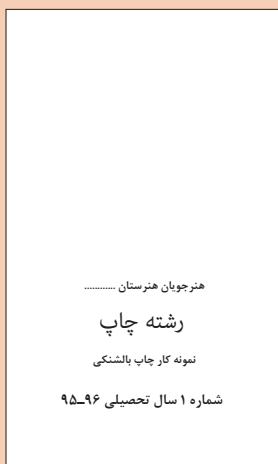 هنرجویان هنرستان ............
رشته چاپ
نمونه کار چاپ بالشتکی
شماره ۱ سال تحصیلی ۹۶ـ۹۵